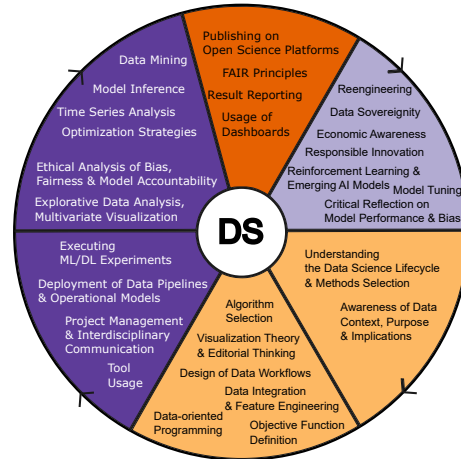 Publishing on
Open Science Platforms
FAIR Principles
Result Reporting
Usage of
Dashboards
Reengineering
Data Sovereignity
Economic Awareness
Responsible Innovation
Reinforcement Learning &
Emerging AI Models
Model Tuning
Critical Reflection on
Model Performance & Bias
Understanding
the Data Science Lifecycle
& Methods Selection
Awareness of Data
Context, Purpose
& Implications
Algorithm
Selection
Visualization Theory
& Editorial Thinking
Design of Data Workflows
Data Integration
& Feature Engineering
Data-oriented
Programming
Objective Function
Definition
Executing
ML/DL Experiments
Deployment of Data Pipelines
& Operational Models
Project Management
& Interdisciplinary
Communication
Tool
Usage
Data Mining
Model Inference
Time Series Analysis
Optimization Strategies
Ethical Analysis of Bias,
Fairness & Model Accountability
Explorative Data Analysis,
Multivariate Visualization
DS